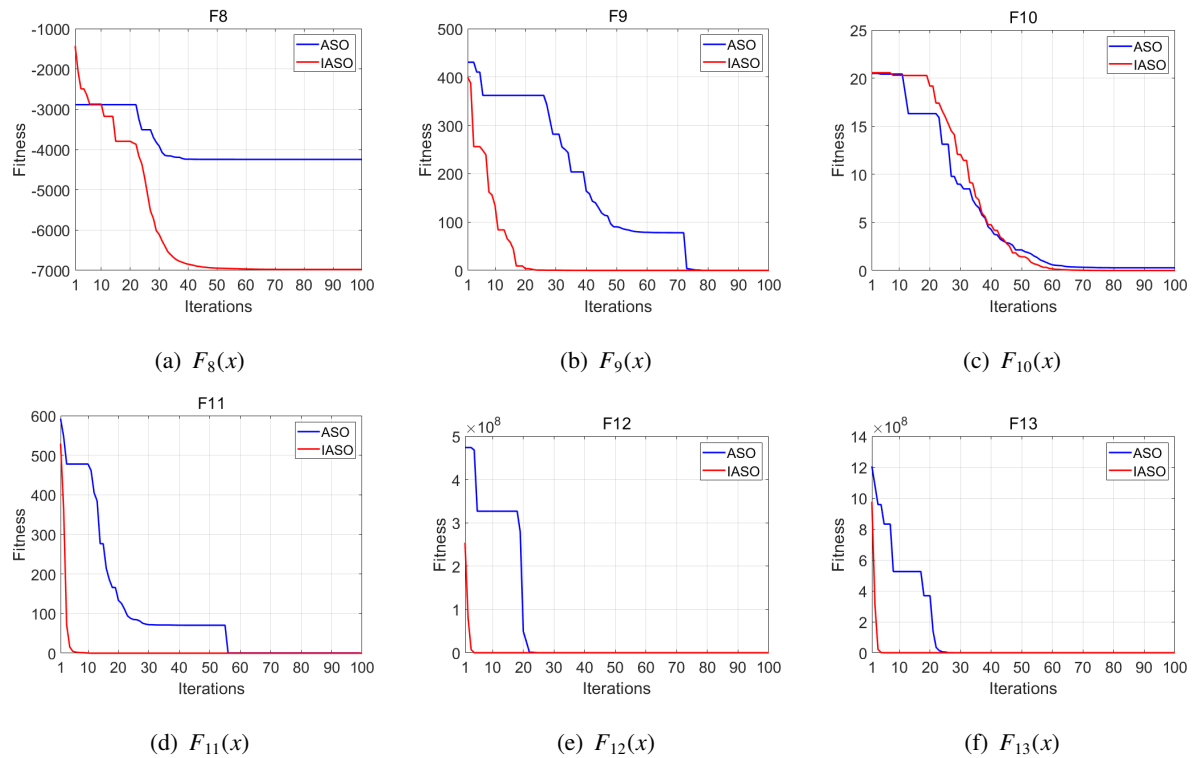 F8
-1000
-2000
-3000
-4000
-5000
-6000
-7000
Fitness
1 10 20 30 40 50 60 70 80 90 100
Iterations
ASO
IASO
(a) F8(x)
F9
500
400
300
200
100
0
Fitness
1 10 20 30 40 50 60 70 80 90 100
Iterations
ASO
IASO
(b) F9(x)
F10
25
20
15
10
5
0
Fitness
1 10 20 30 40 50 60 70 80 90 100
Iterations
ASO
IASO
(c) F10(x)
F11
600
500
400
300
200
100
0
Fitness
1 10 20 30 40 50 60 70 80 90 100
Iterations
ASO
IASO
(d) F11(x)
F12
×10^8
5
4
3
2
1
0
Fitness
1 10 20 30 40 50 60 70 80 90 100
Iterations
ASO
IASO
(e) F12(x)
F13
×10^8
14
12
10
8
6
4
2
0
Fitness
1 10 20 30 40 50 60 70 80 90 100
Iterations
ASO
IASO
(f) F13(x)